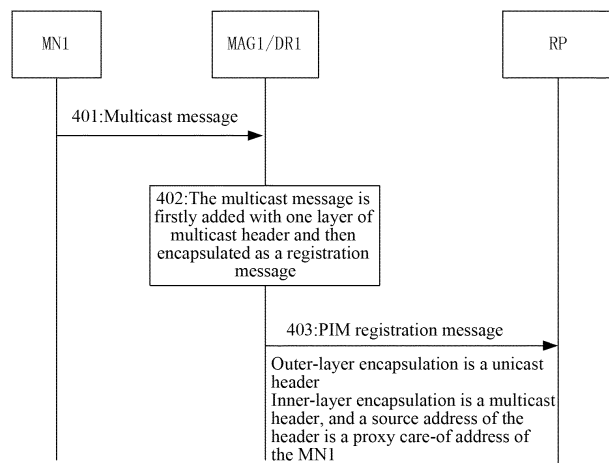 MN1
MAG1/DR1
RP
401:Multicast message
402:The multicast message is
firstly added with one layer of
multicast header and then
encapsulated as a registration
message
403:PIM registration message
Outer-layer encapsulation is a unicast
header
Inner-layer encapsulation is a multicast
header, and a source address of the
header is a proxy care-of address of
the MN1